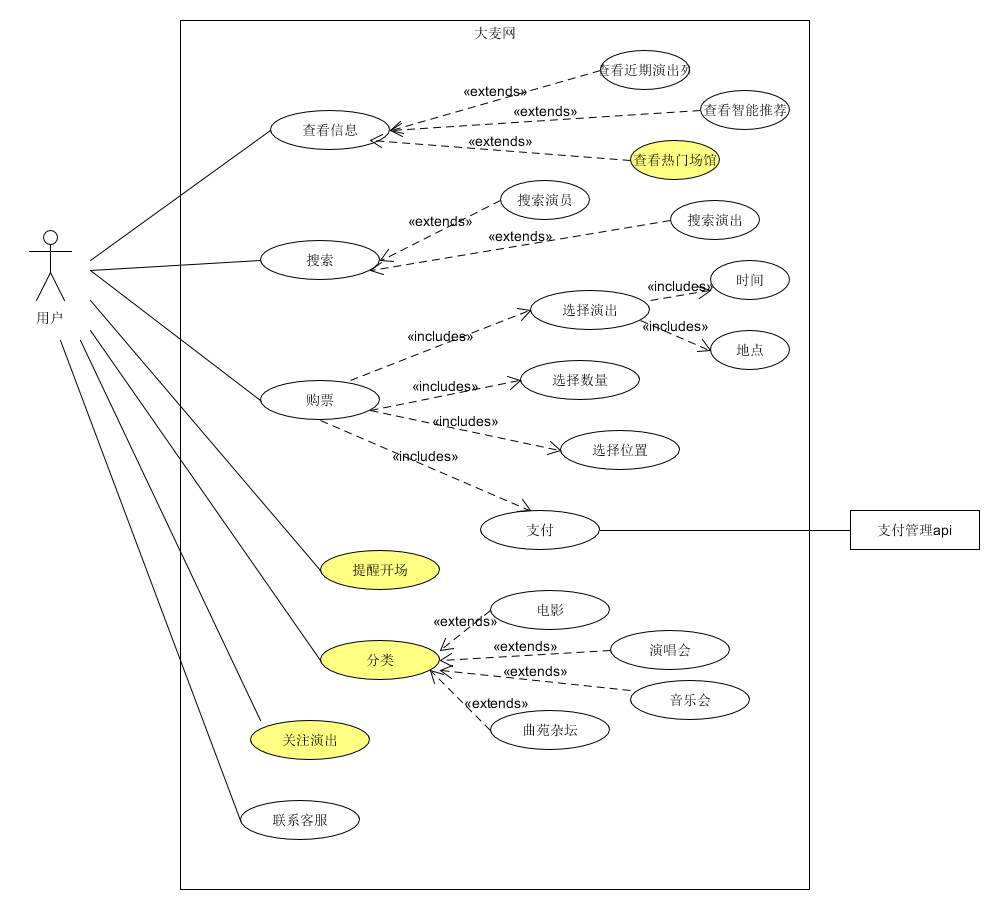 大麦网
查看近期演出列
«extends»
查看智能推荐
«extends»
查看信息
«extends»
查看热门场馆
搜索演员
«extends»
搜索演出
«extends»
搜索
用户
时间
«includes»
选择演出
«includes»
«includes»
地点
选择数量
«includes»
购票
«includes»
选择位置
«includes»
支付
支付管理api
提醒开场
电影
«extends»
«extends»
演唱会
分类
«extends»
音乐会
«extends»
曲苑杂坛
关注演出
联系客服